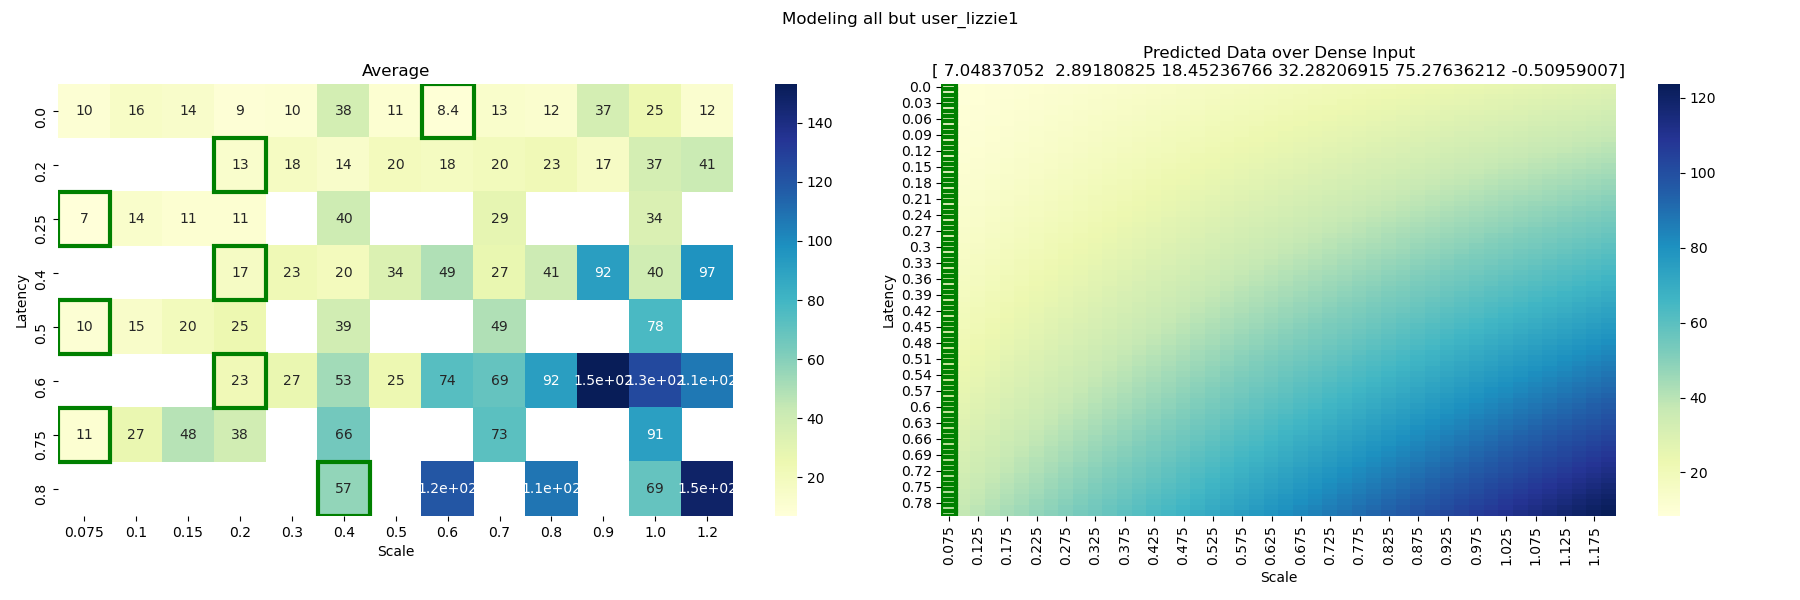 Modeling all but user_lizzie1
Average
0.0 10 16 14 9 10 38 11 8.4 13 12 37 25 12
0.2 13 18 14 20 18 20 23 17 37 41
0.25 7 14 11 11 40 29 34
0.4 17 23 20 34 49 27 41 92 40 97
0.5 10 15 20 25 39 49 78
0.6 23 27 53 25 74 69 92 1.5e+02 1.3e+02 1.1e+02
0.75 11 27 48 38 66 73 91
0.8 57 1.2e+02 1.1e+02 69 1.5e+02
Latency
0.075 0.1 0.15 0.2 0.3 0.4 0.5 0.6 0.7 0.8 0.9 1.0 1.2
Scale
140
120
100
80
60
40
20
Predicted Data over Dense Input
[ 7.04837052 2.89180825 18.45236766 32.28206915 75.27636212 -0.50959007]
0.0
0.03
0.06
0.09
0.12
0.15
0.18
0.21
0.24
0.27
0.3
0.33
0.36
0.39
0.42
0.45
0.48
0.51
0.54
0.57
0.6
0.63
0.66
0.69
0.72
0.75
0.78
Latency
0.075 0.125 0.175 0.225 0.275 0.325 0.375 0.425 0.475 0.525 0.575 0.625 0.675 0.725 0.775 0.825 0.875 0.925 0.975 1.025 1.075 1.125 1.175
Scale
120
100
80
60
40
20